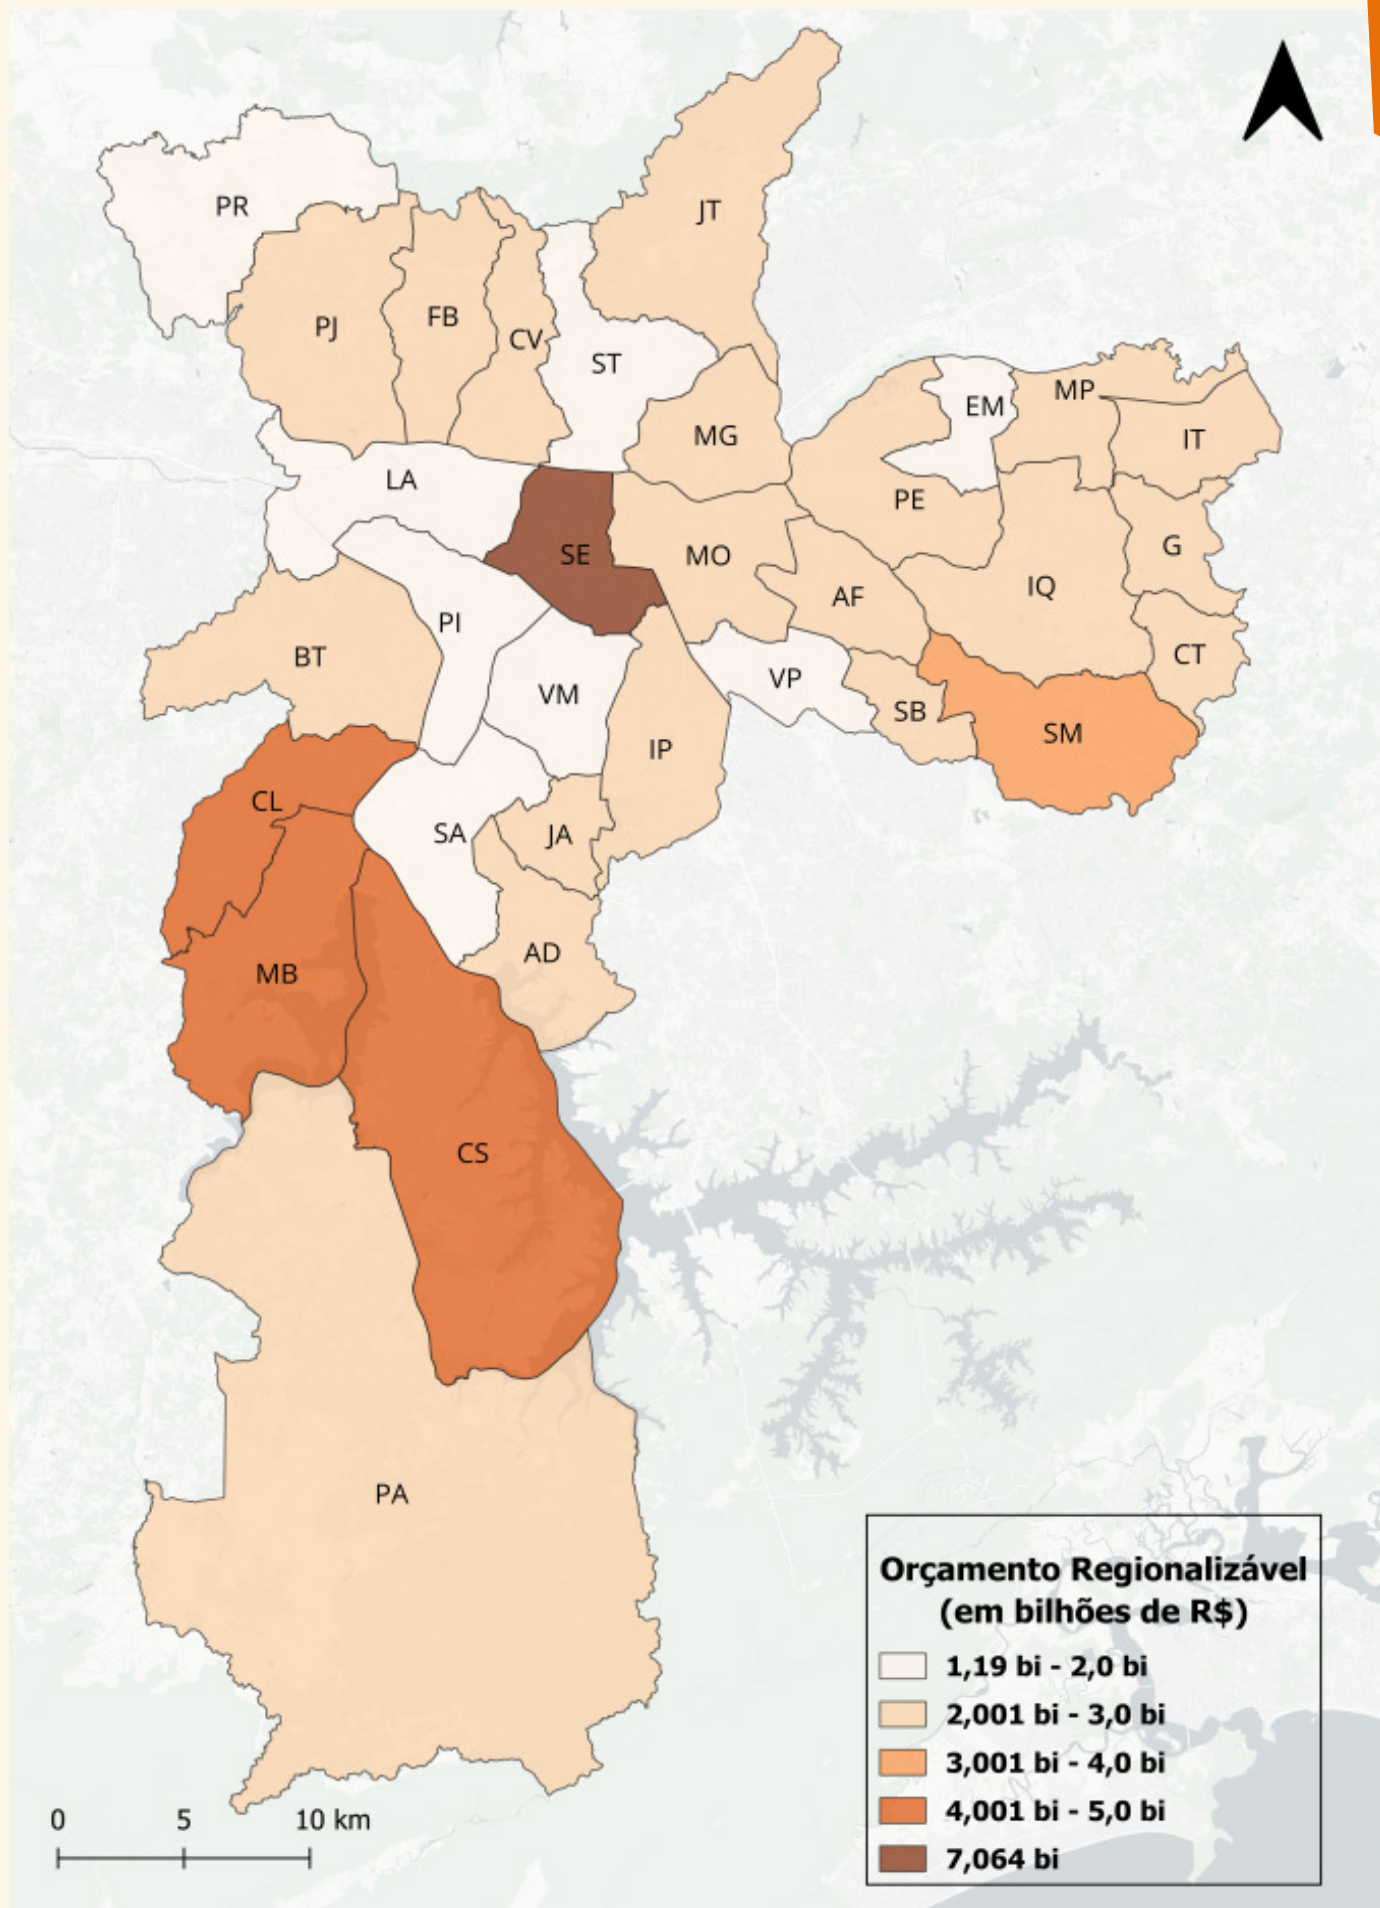 JT
PR
PJ
FB
CV
ST
MG
EM
MP
IT
LA
PE
SE
MO
G
AF
IQ
PI
BT
VM
VP
CT
SB
SM
IP
CL
SA
JA
AD
MB
CS
PA
Orçamento Regionalizável
(em bilhões de R$)
1,19 bi - 2,0 bi
2,001 bi - 3,0 bi
3,001 bi - 4,0 bi
4,001 bi - 5,0 bi
7,064 bi
0 5 10 km